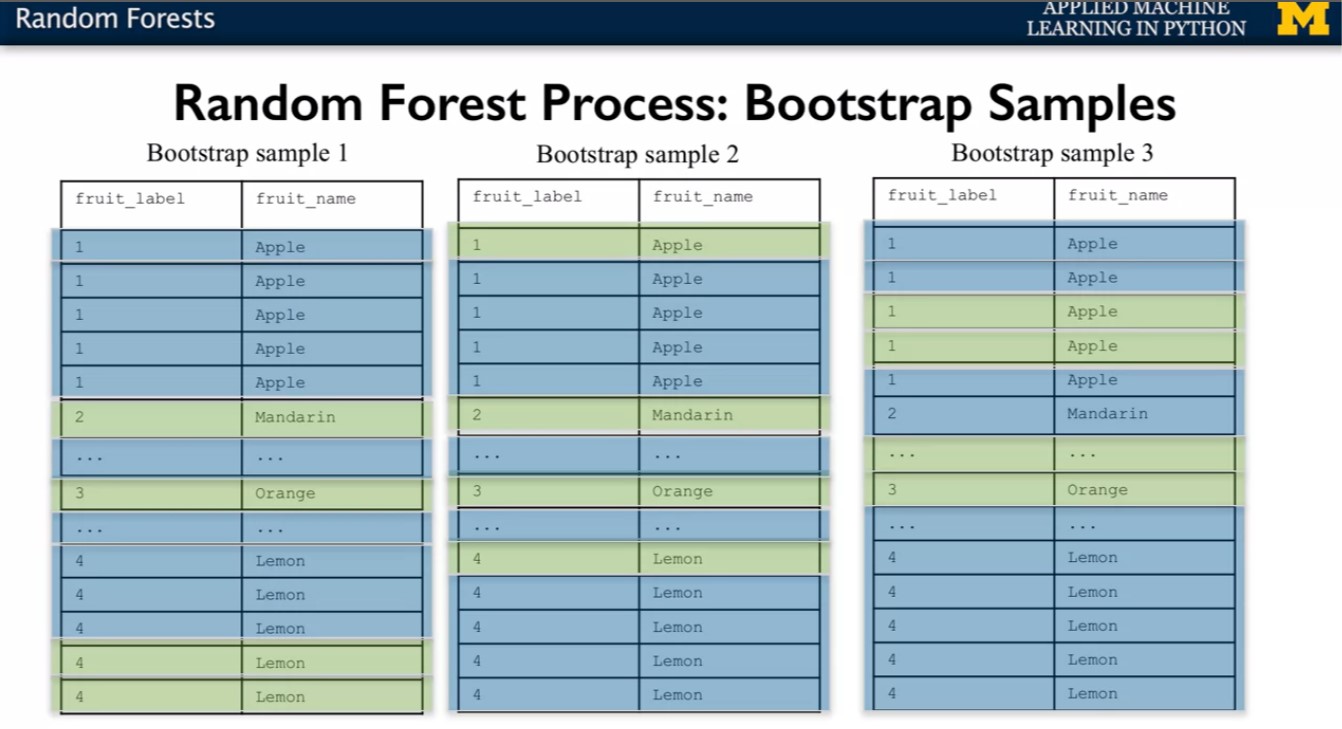 Random Forests
APPLIED MACHINE
LEARNING IN PYTHON
M
Random Forest Process: Bootstrap Samples
Bootstrap sample 1
fruit_label fruit_name
1 Apple
1 Apple
1 Apple
1 Apple
1 Apple
2 Mandarin
... ...
3 Orange
... ...
4 Lemon
4 Lemon
4 Lemon
4 Lemon
4 Lemon
Bootstrap sample 2
fruit_label fruit_name
1 Apple
1 Apple
1 Apple
1 Apple
1 Apple
2 Mandarin
... ...
3 Orange
... ...
4 Lemon
4 Lemon
4 Lemon
4 Lemon
4 Lemon
Bootstrap sample 3
fruit_label fruit_name
1 Apple
1 Apple
1 Apple
1 Apple
1 Apple
2 Mandarin
... ...
3 Orange
... ...
4 Lemon
4 Lemon
4 Lemon
4 Lemon
4 Lemon